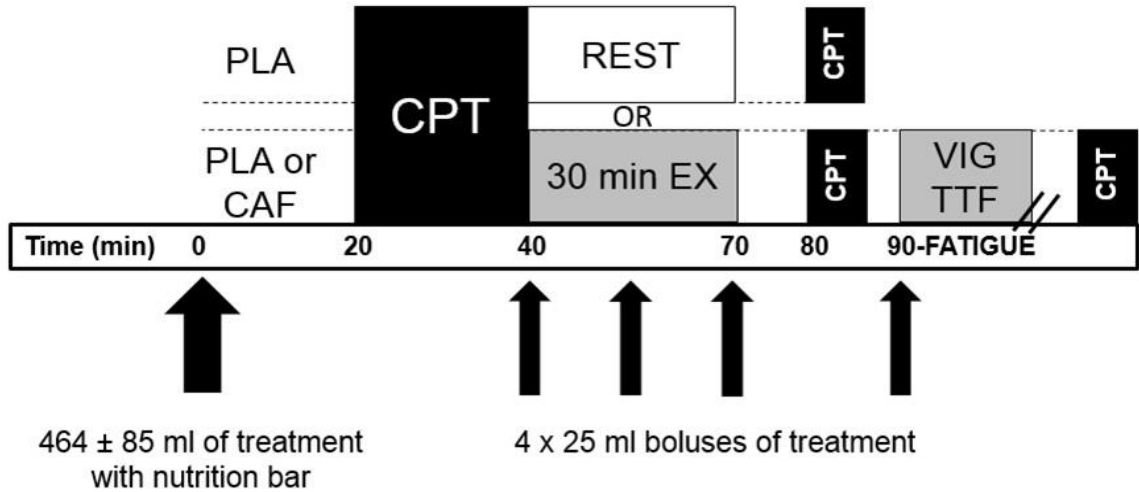 PLA
CPT
REST
CPT
OR
PLA or
CAF
30 min EX
CPT
VIG
TTF
CPT
Time (min) 0 20 40 70 80 90-FATIGUE
464 ± 85 ml of treatment
with nutrition bar
4 x 25 ml boluses of treatment